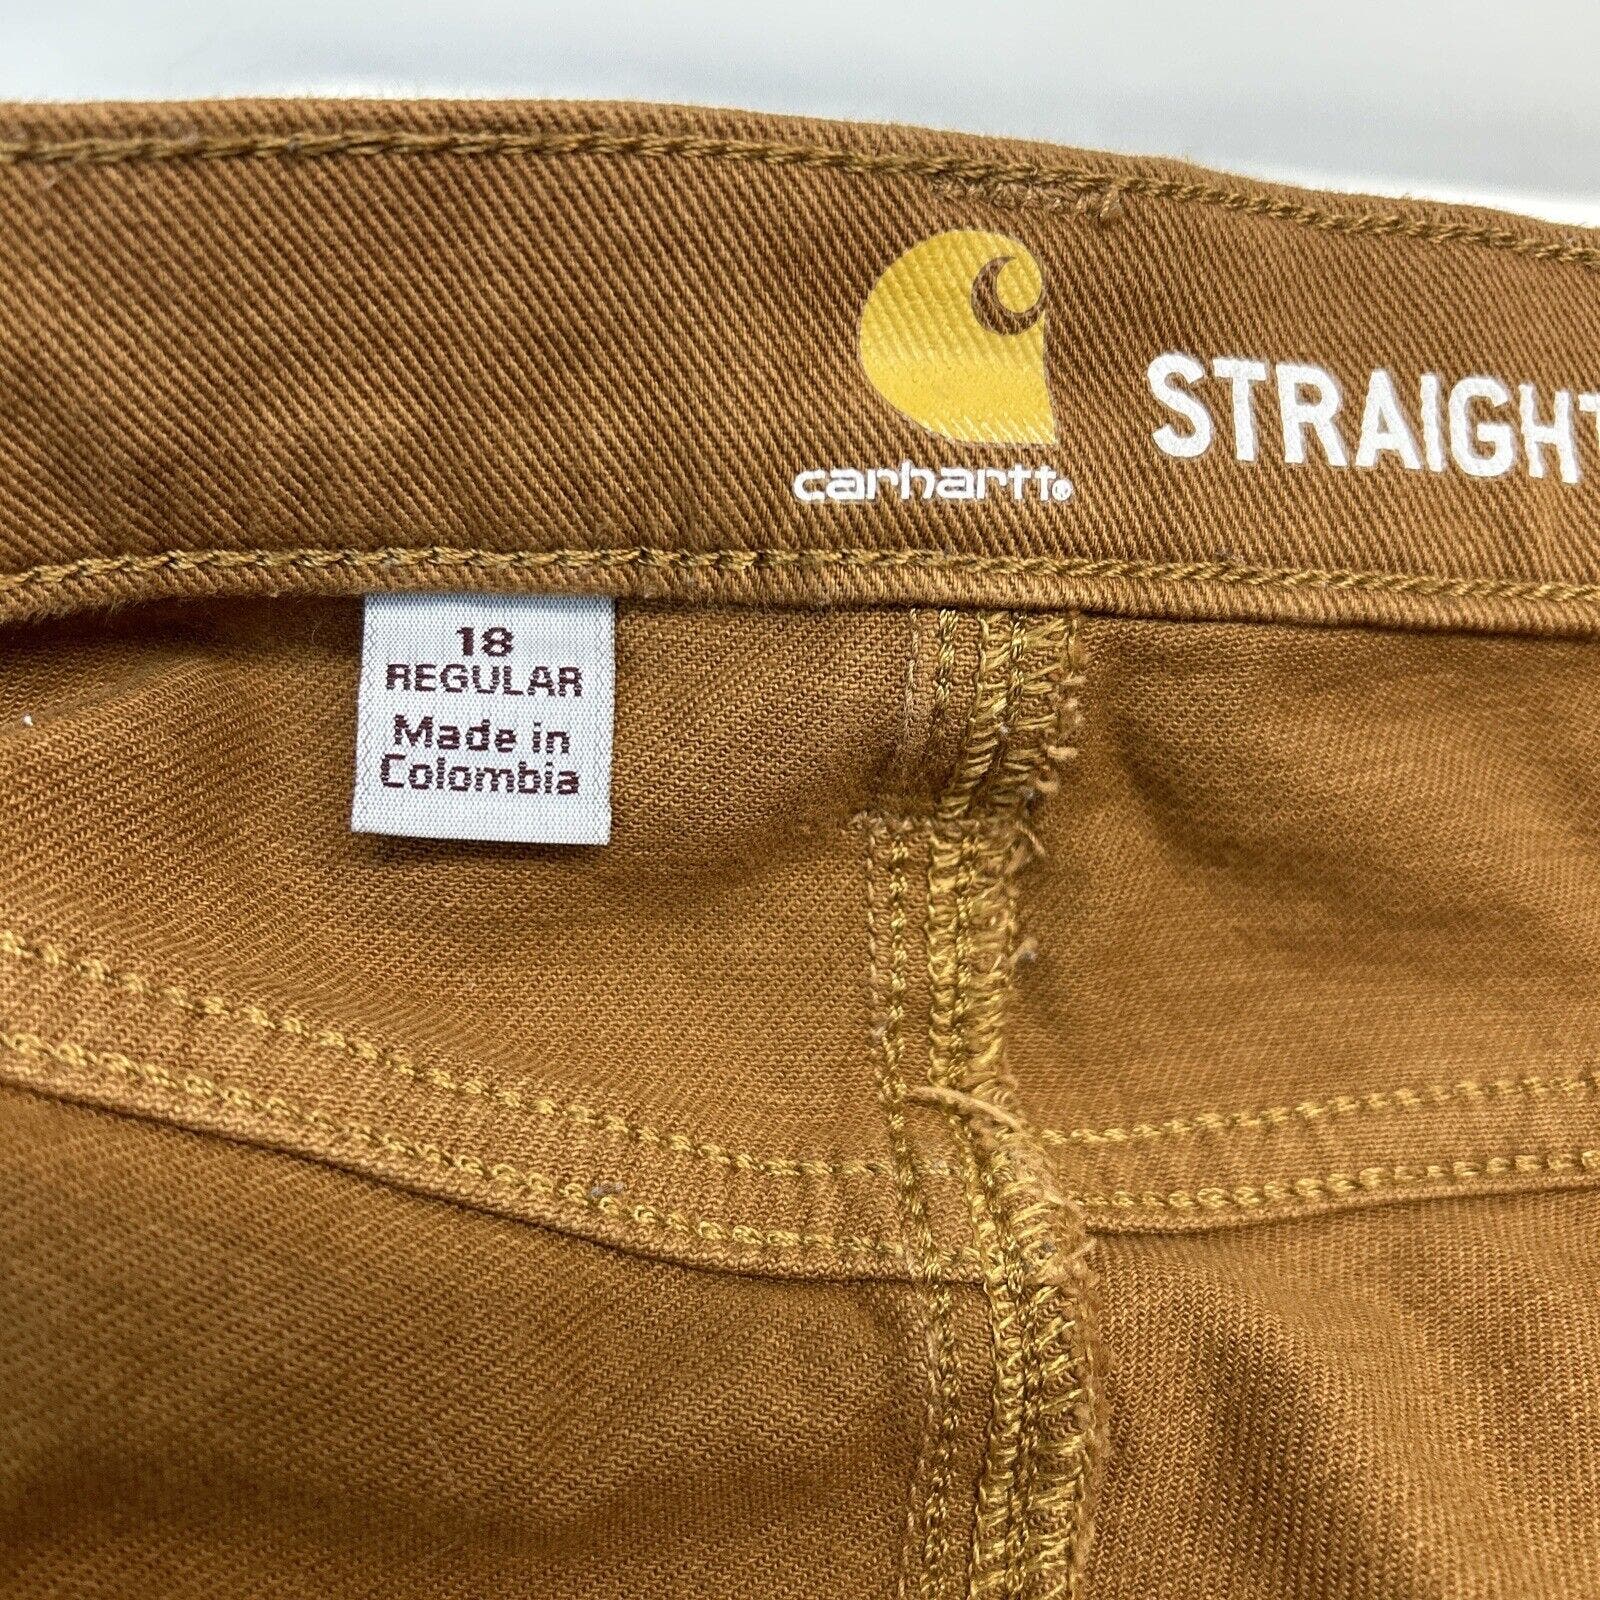 carhartt®
STRAIGHT
18
REGULAR
Made in
Colombia